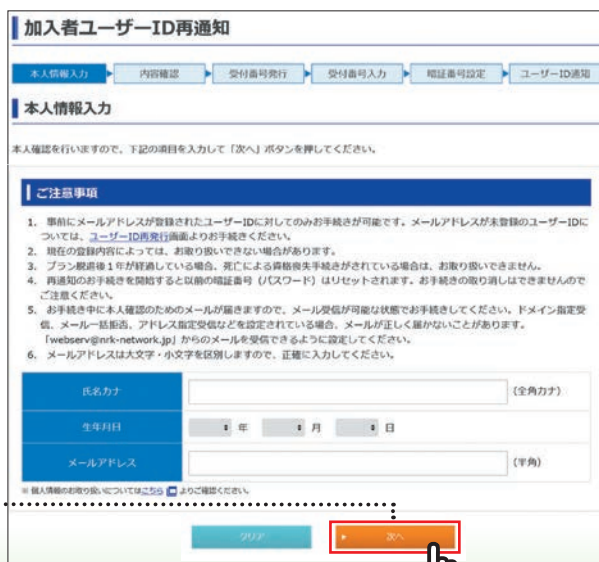 加入者ユーザーID再通知
本人情報入力 内容確認 受付番号発行 受付番号入力 暗証番号設定 ユーザーID通知
本人情報入力
本人確認を行いますので、下記の項目を入力して「次へ」ボタンを押してください。
ご注意事項
1. 事前にメールアドレスが登録されたユーザーIDに対してのみお手続きが可能です。メールアドレスが未登録のユーザーIDに
ついては、ユーザーID再発行画面よりお手続きください。
2. 現在の登録内容によっては、お取り扱いできない場合があります。
3. プラン脱退後1年が経過している場合、死亡による資格喪失手続きがされている場合は、お取り扱いできません。
4. 再通知のお手続きを開始すると以前の暗証番号（パスワード）はリセットされます。お手続きの取り消しはできませんので
ご注意ください。
5. お手続き中に本人確認のためのメールが届きますので、メール受信が可能な状態でお手続きしてください。ドメイン指定受
信、メール一括拒否、アドレス指定受信などを設定されている場合、メールが正しく届かないことがあります。
「webserv@nrk-network.jp」からのメールを受信できるように設定してください。
6. メールアドレスは大文字・小文字を区別しますので、正確に入力してください。
氏名カナ (全角カナ)
生年月日 年 月 日
メールアドレス (半角)
※ 個人情報のお取り扱いについてはこちら よりご確認ください。
クリア 次へ